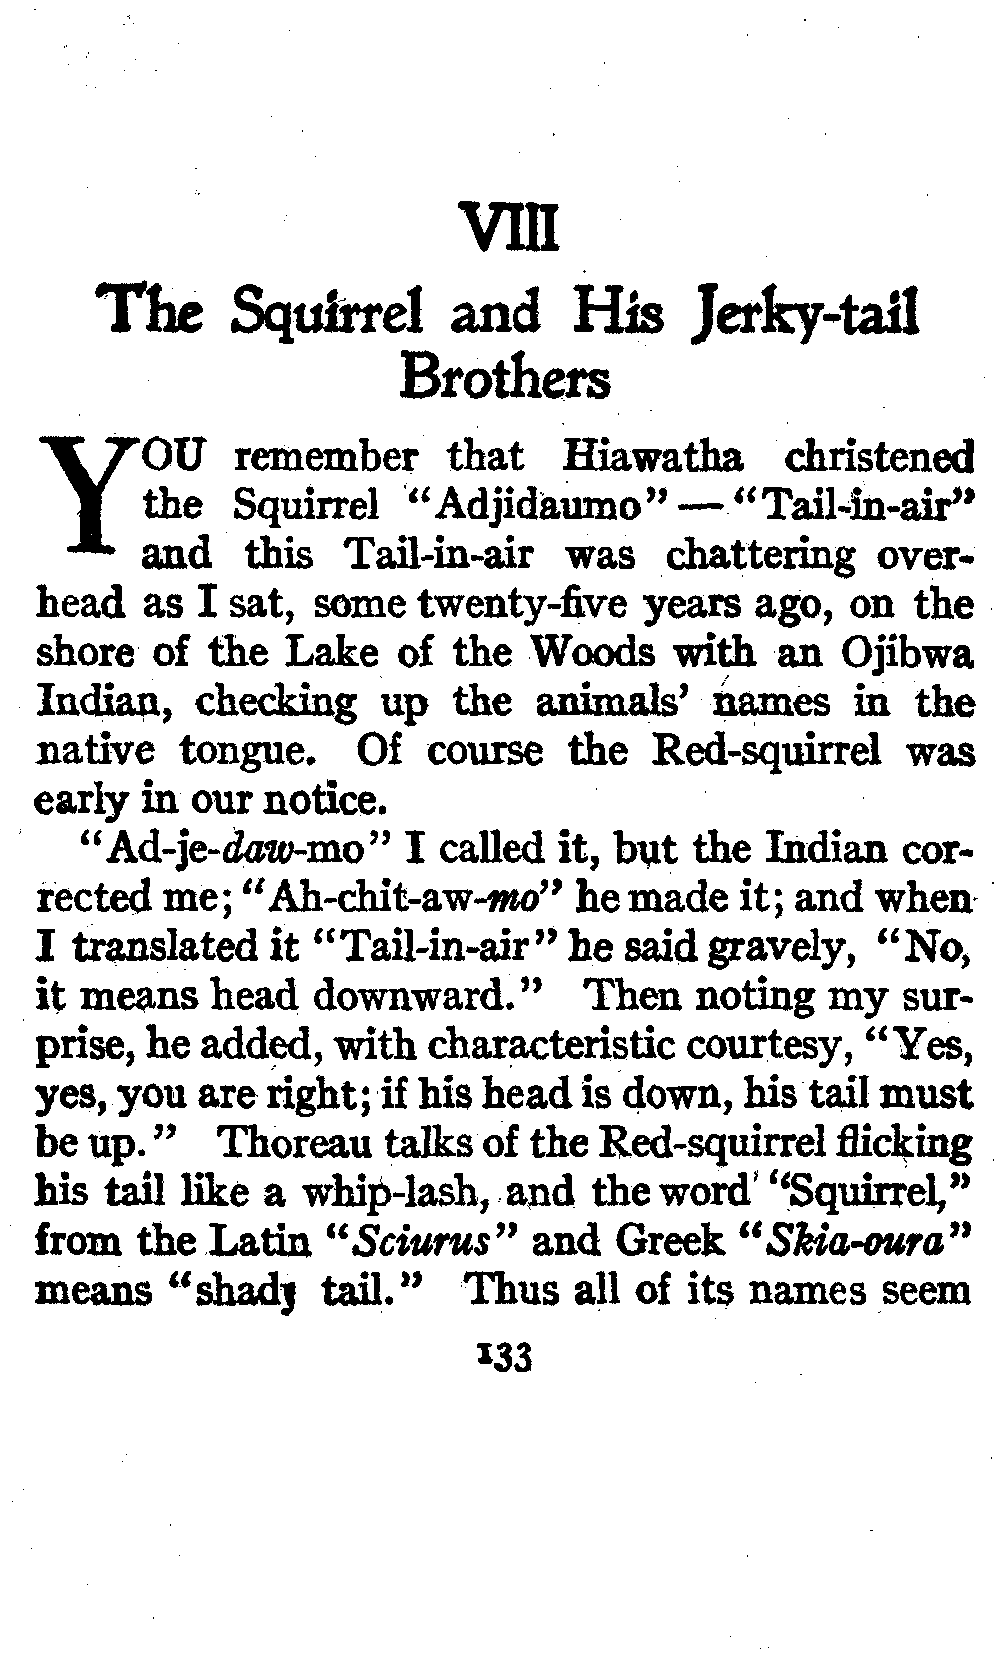 VIII
The Squirrel and His Jerky-tail
Brothers
YOU remember that Hiawatha christened
the Squirrel "Adjidaumo" — "Tail-in-air"
and this Tail-in-air was chattering over-
head as I sat, some twenty-five years ago, on the
shore of the Lake of the Woods with an Ojibwa
Indian, checking up the animals' names in the
native tongue. Of course the Red-squirrel was
early in our notice.
"Ad-je-daw-mo" I called it, but the Indian cor-
rected me; "Ah-chit-aw-mo" he made it; and when
I translated it "Tail-in-air" he said gravely, "No,
it means head downward." Then noting my sur-
prise, he added, with characteristic courtesy, "Yes,
yes, you are right; if his head is down, his tail must
be up." Thoreau talks of the Red-squirrel flicking
his tail like a whip-lash, and the word "Squirrel,"
from the Latin "Sciurus" and Greek "Skia-oura"
means "shady tail." Thus all of its names seem
133